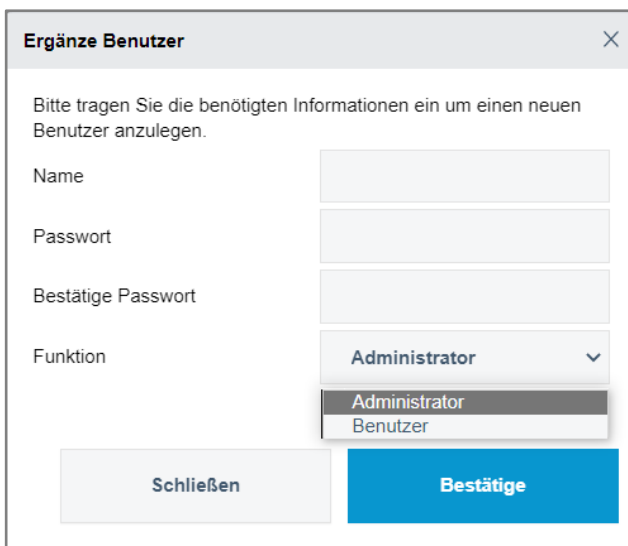 Ergänze Benutzer
Bitte tragen Sie die benötigten Informationen ein um einen neuen
Benutzer anzulegen.
Name
Passwort
Bestätige Passwort
Funktion
Administrator
Administrator
Benutzer
Schließen
Bestätige